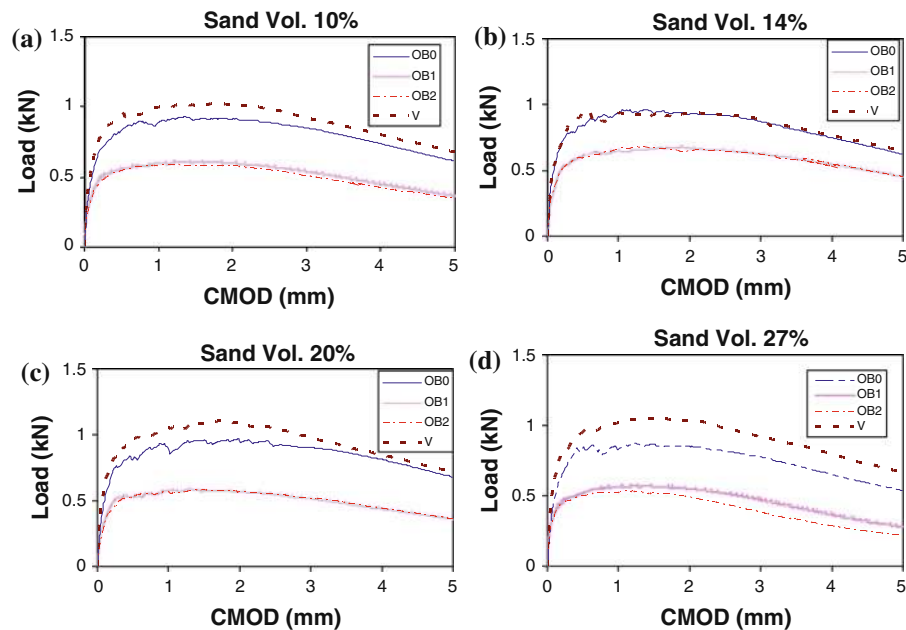 (a)
Sand Vol. 10%
1.5
1
0.5
0
Load (kN)
OB0
OB1
OB2
V
0 1 2 3 4 5
CMOD (mm)
(b)
Sand Vol. 14%
1.5
1
0.5
0
Load (kN)
OB0
OB1
OB2
V
0 1 2 3 4 5
CMOD (mm)
(c)
Sand Vol. 20%
1.5
1
0.5
0
Load (kN)
OB0
OB1
OB2
V
0 1 2 3 4 5
CMOD (mm)
(d)
Sand Vol. 27%
1.5
1
0.5
0
Load (kN)
OB0
OB1
OB2
V
0 1 2 3 4 5
CMOD (mm)